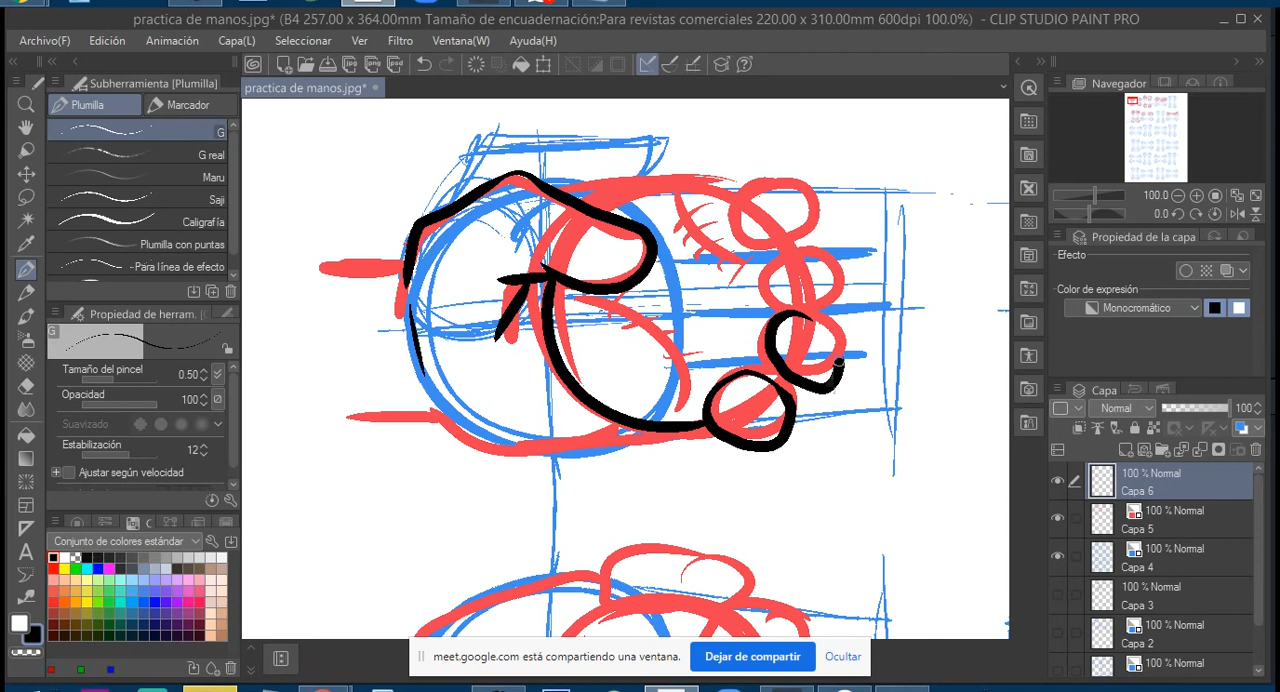 practica de manos.jpg* (B4 257.00 x 364.00mm Tamaño de encuadernación:Para revistas comerciales 220.00 x 310.00mm 600dpi 100.0%) - CLIP STUDIO PAINT PRO
Archivo(F) Edición Animación Capa(L) Seleccionar Ver Filtro Ventana(W) Ayuda(H)
Subherramienta [Plumilla]
practica de manos.jpg*
Navegador
Plumilla Marcador
G
G real
Maru
Saji
Caligrafía
Plumilla con puntas
Para línea de efecto
100.0
0.0
Propiedad de la capa
Efecto
Color de expresión
Monocromático
Propiedad de herram. [G
G
Tamaño del pincel 0.50
Opacidad 100
Suavizado
Estabilización 12
Ajustar según velocidad
Capa
Normal 100
100 % Normal
Capa 6
100 % Normal
Capa 5
100 % Normal
Capa 4
100 % Normal
Capa 3
100 % Normal
Capa 2
100 % Normal
Conjunto de colores estándar
meet.google.com está compartiendo una ventana. Dejar de compartir Ocultar